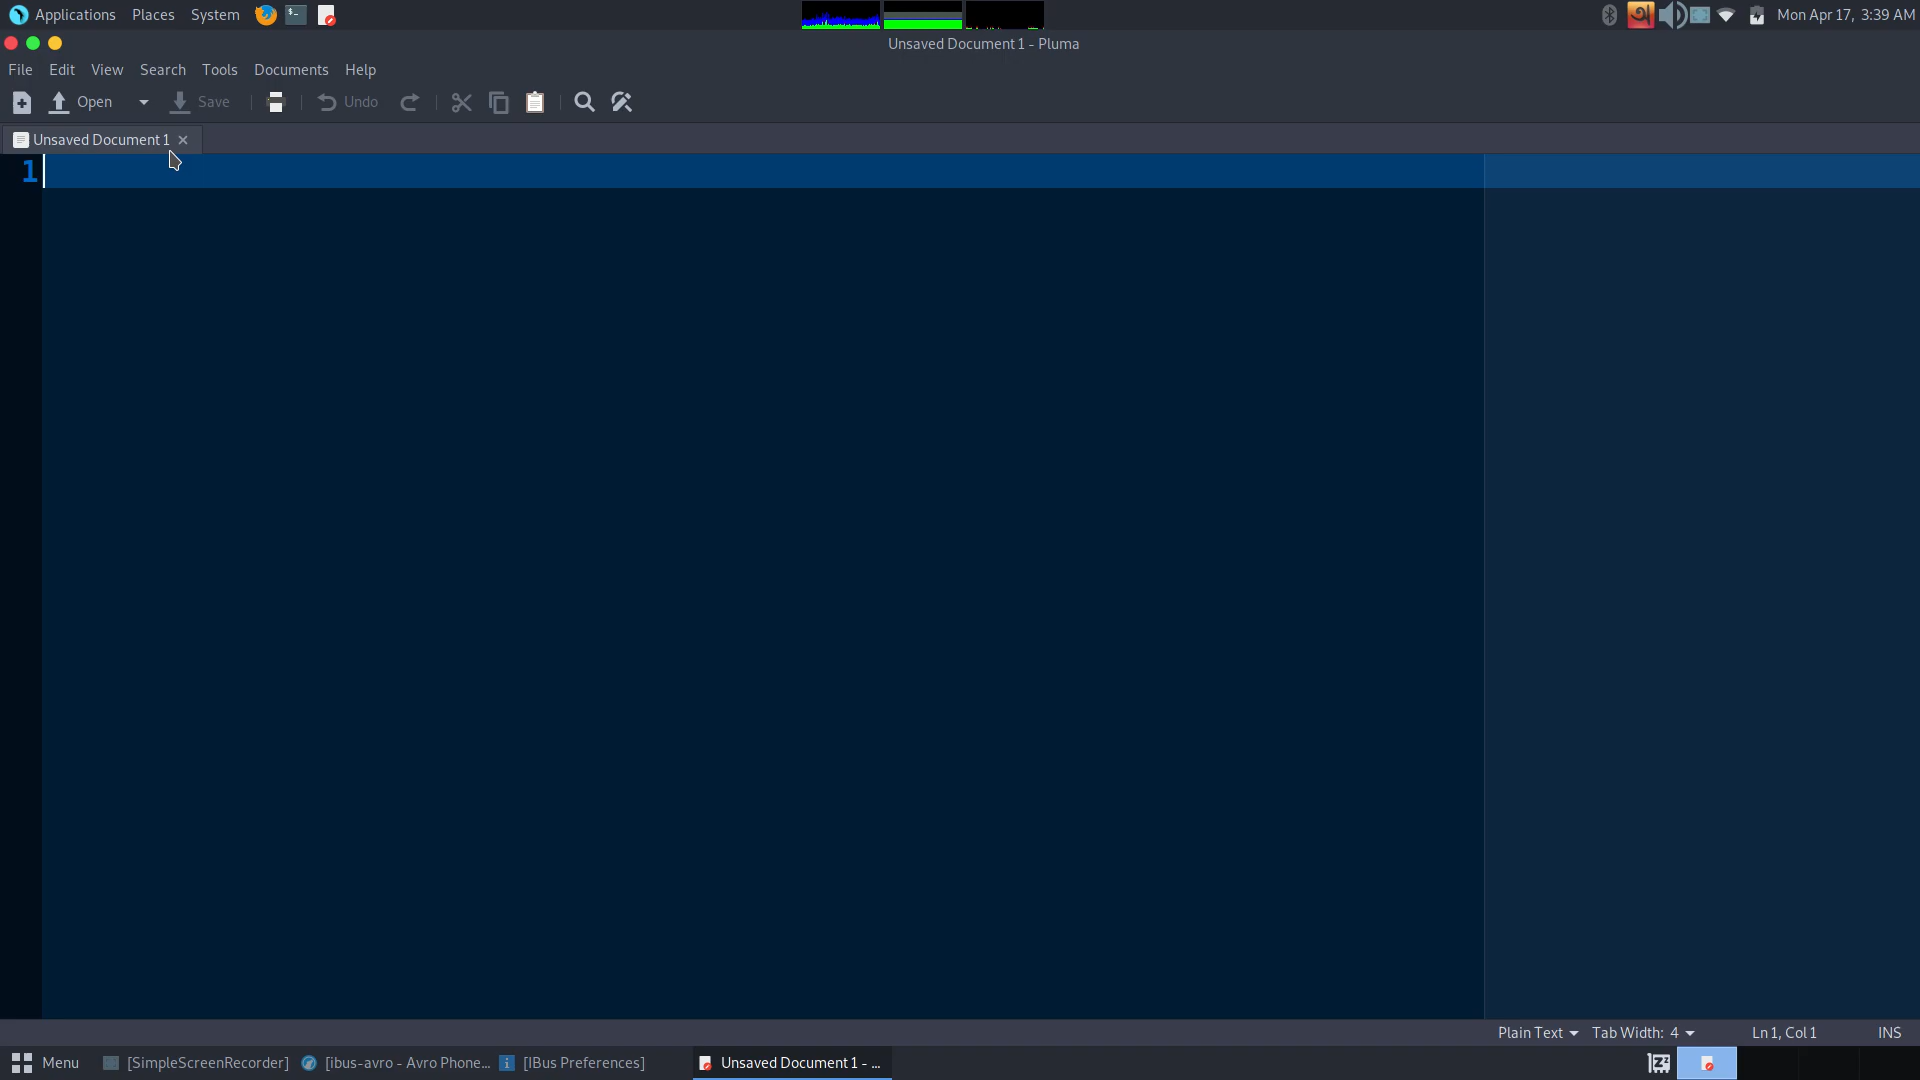 Applications Places System Mon Apr 17, 3:39 AM
Unsaved Document 1 - Pluma
File Edit View Search Tools Documents Help
Open Save Undo
Unsaved Document 1
1
Plain Text Tab Width: 4 Ln 1, Col 1 INS
Menu [SimpleScreenRecorder] [ibus-avro - Avro Phone... [IBus Preferences] Unsaved Document 1 - ...